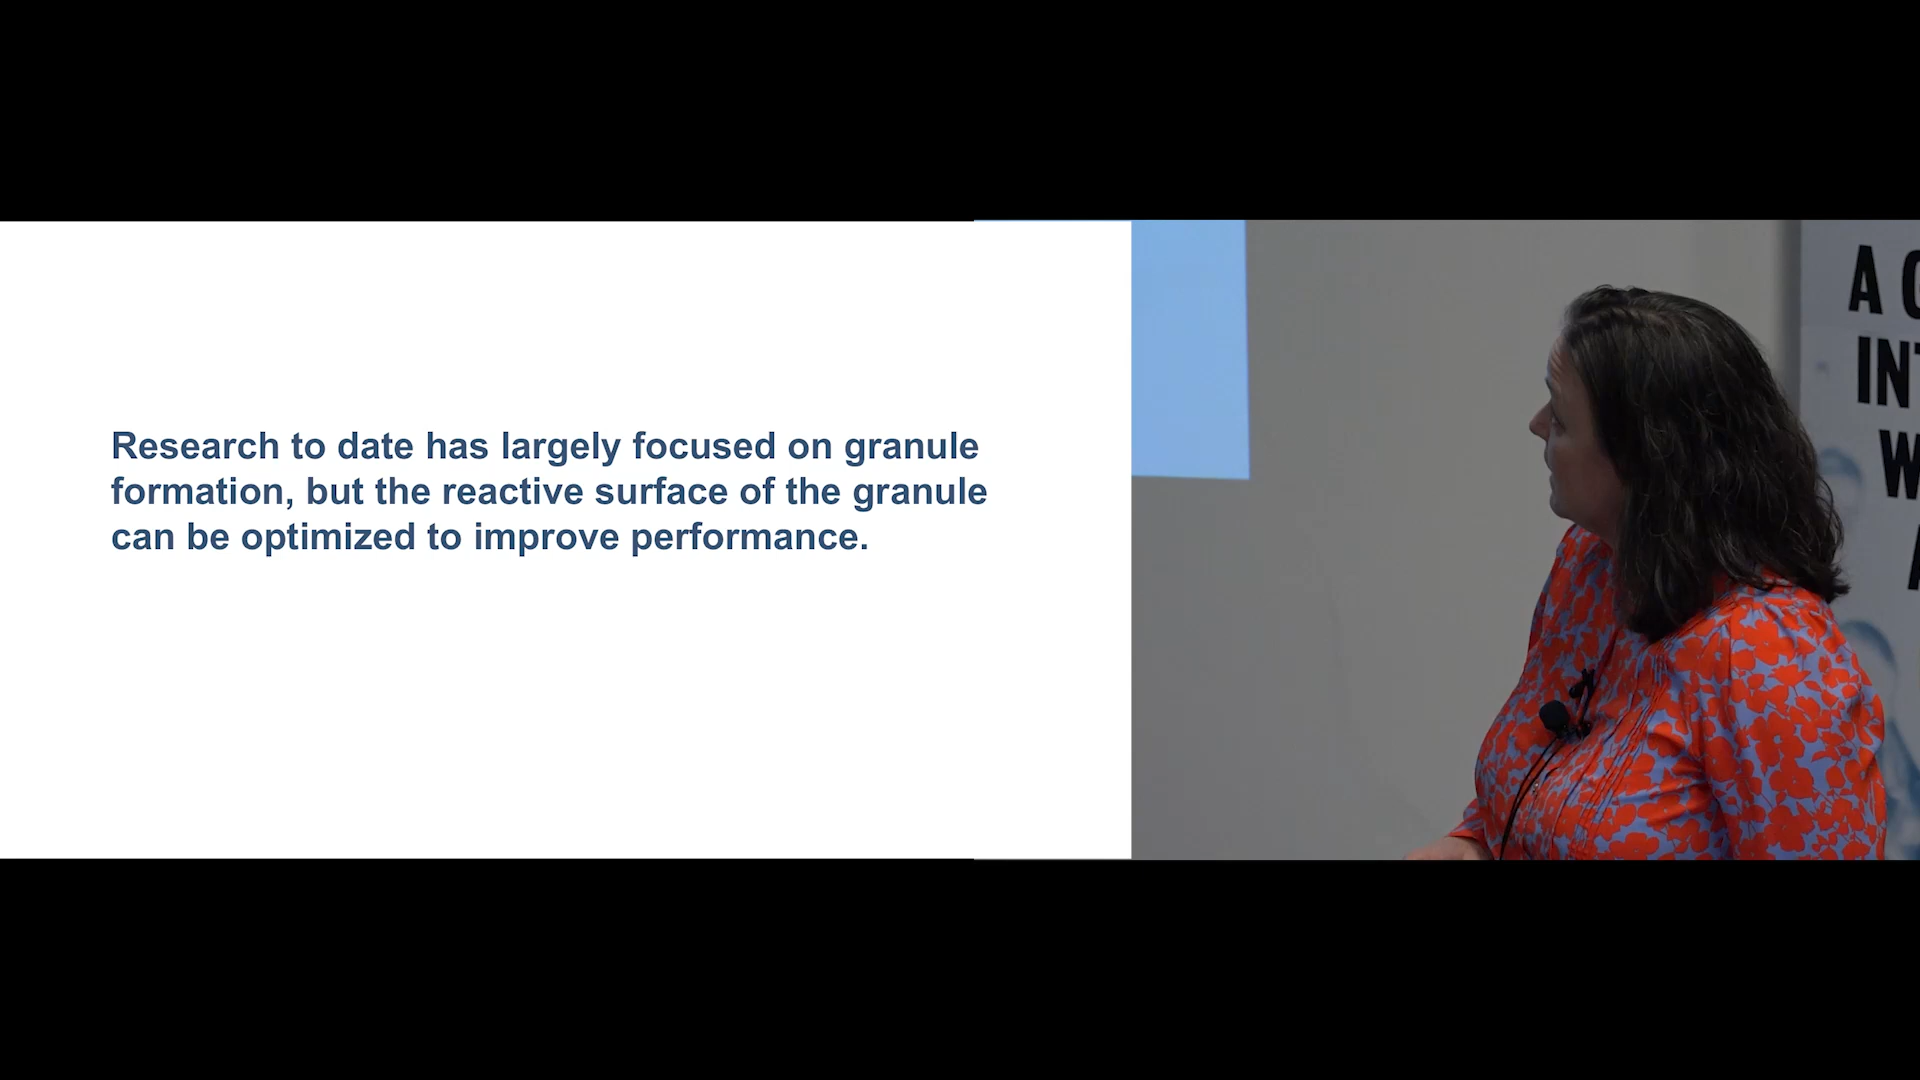 Research to date has largely focused on granule
formation, but the reactive surface of the granule
can be optimized to improve performance.
A